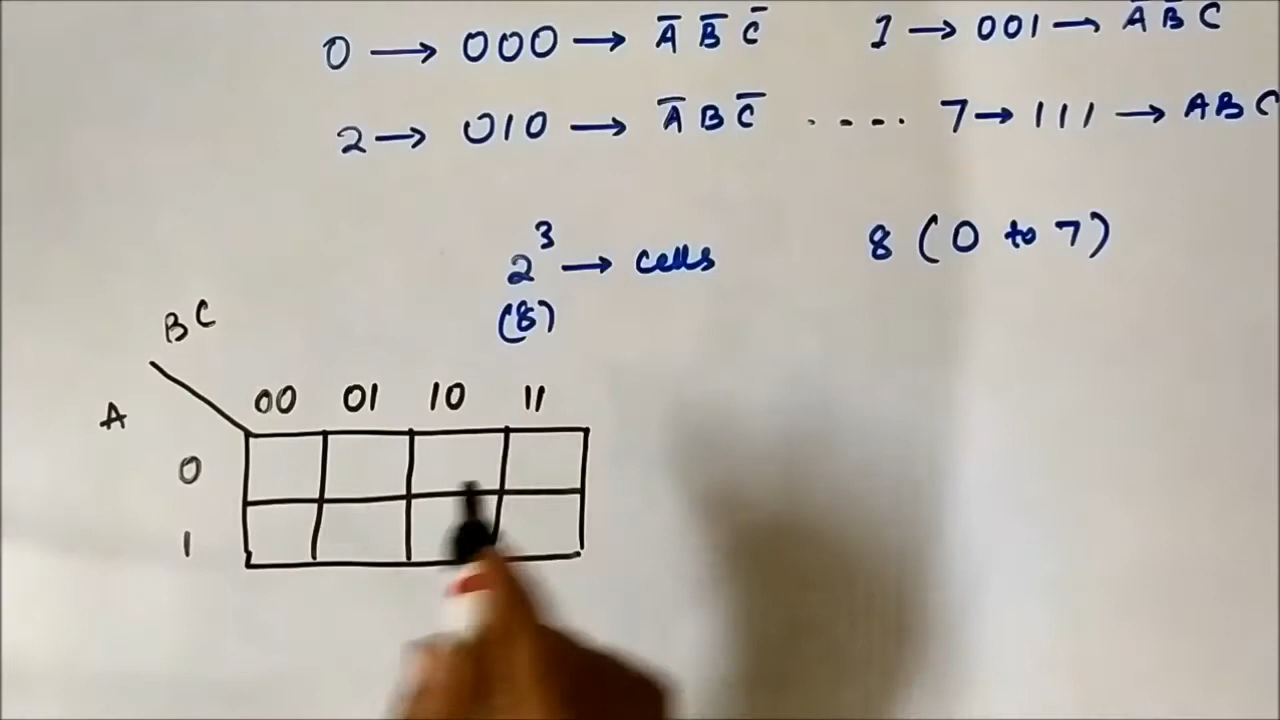 0 → 000 → A̅ B̅ C̅ 1 → 001 → A̅ B̅ C
2 → 010 → A̅ B C̅ ..... 7 → 111 → A B C
2³ → cells 8 (0 to 7)
(8)
BC
A 00 01 10 11
0
1